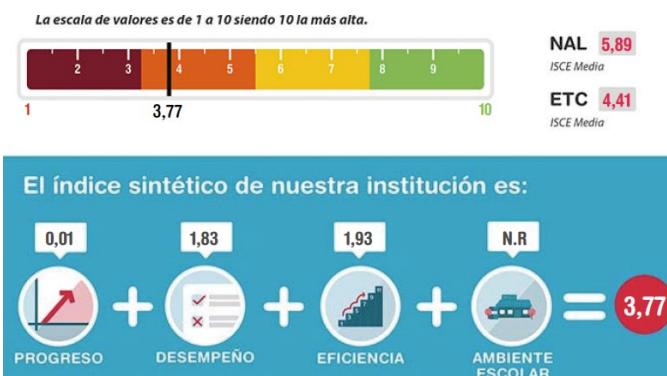 La escala de valores es de 1 a 10 siendo 10 la más alta.
2 3 4 5 6 7 8 9
1 3,77 10
NAL 5,89
ISCE Media
ETC 4,41
ISCE Media
El índice sintético de nuestra institución es:
0,01 1,83 1,93 N.R
3,77
PROGRESO DESEMPEÑO EFICIENCIA AMBIENTE
ESCOLAR